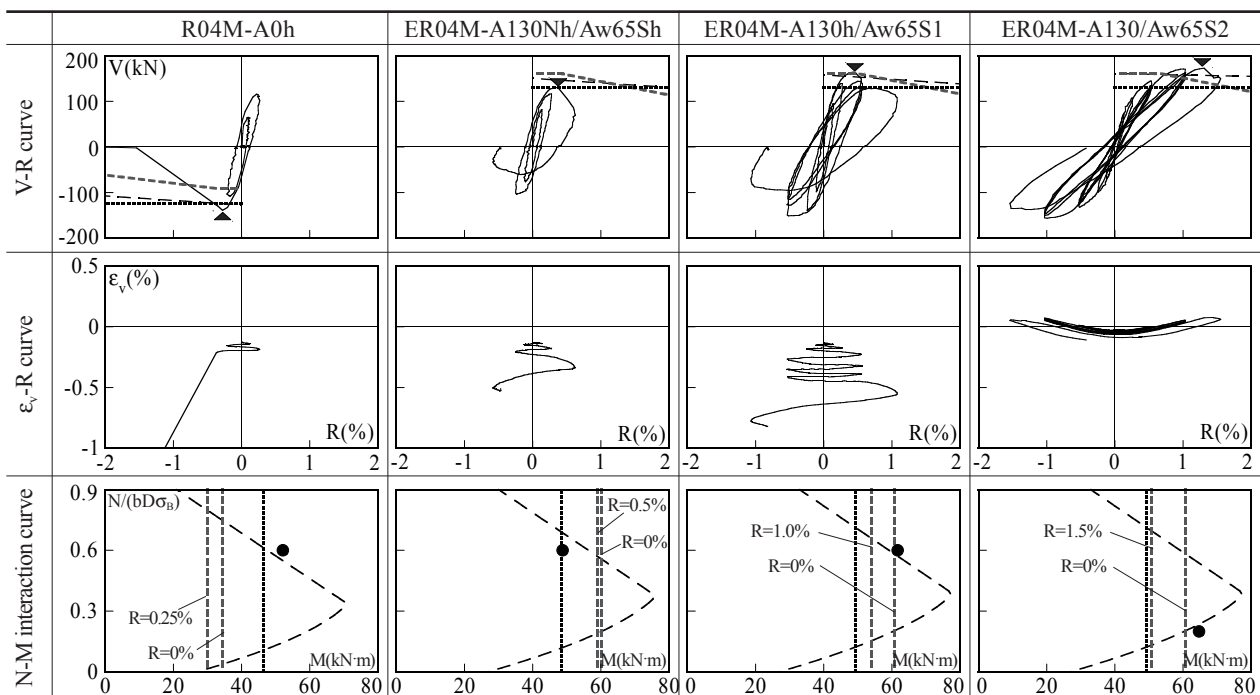 R04M-A0h ER04M-A130Nh/Aw65Sh ER04M-A130h/Aw65S1 ER04M-A130/Aw65S2
V-R curve
V(kN)
200
100
0
-100
-200
εv-R curve
εv(%)
0.5
0
-0.5
-1
R(%) R(%) R(%) R(%)
-2 -1 0 1 2 -2 -1 0 1 2 -2 -1 0 1 2 -2 -1 0 1 2
N-M interaction curve
N/(bDσB)
0.9
0.6
0.3
0
R=0.25%
R=0%
R=0.5%
R=0%
R=1.0%
R=0%
R=1.5%
R=0%
M(kN·m) M(kN·m) M(kN·m) M(kN·m)
0 20 40 60 80 0 20 40 60 80 0 20 40 60 80 0 20 40 60 80